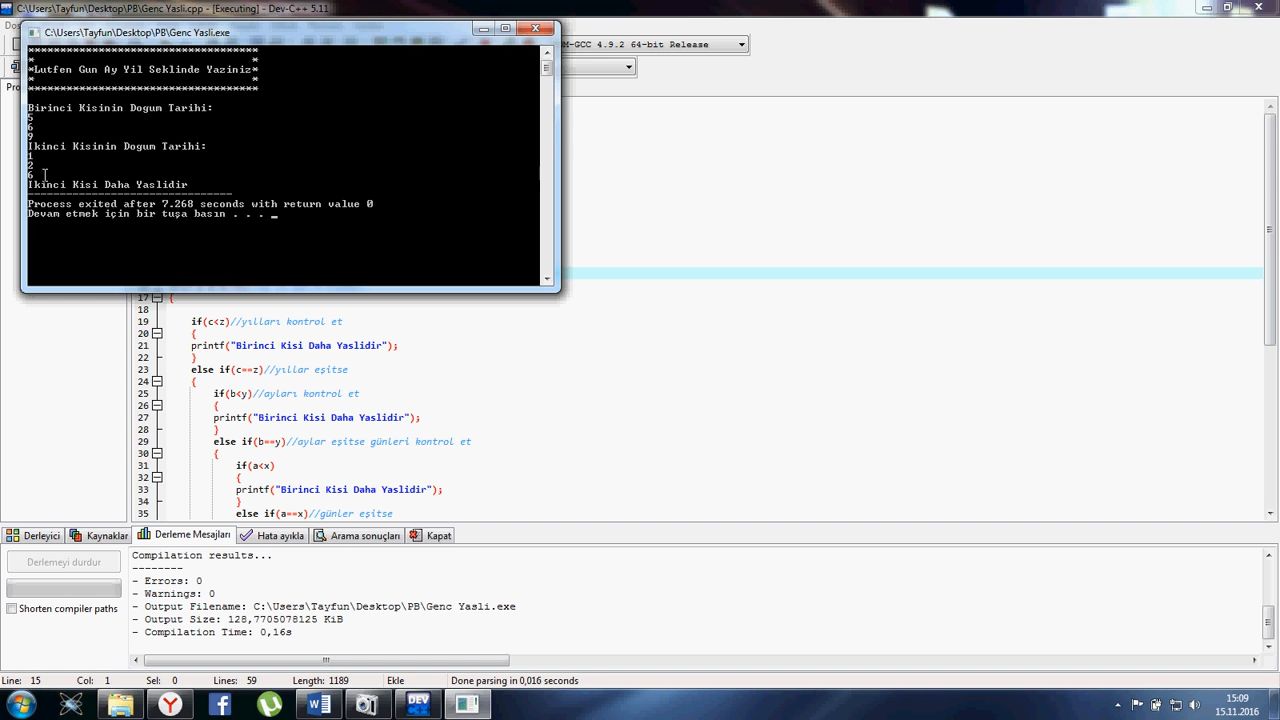 C:\Users\Tayfun\Desktop\PB\Genc Yasli.cpp - [Executing] - Dev-C++ 5.11
C:\Users\Tayfun\Desktop\PB\Genc Yasli.exe
-GCC 4.9.2 64-bit Release
************************************
* *
*Lutfen Gun Ay Yil Seklinde Yaziniz*
* *
************************************
Birinci Kisinin Dogum Tarihi:
5
6
9
Ikinci Kisinin Dogum Tarihi:
1
2
6
Ikinci Kisi Daha Yaslidir
--------------------------------
Process exited after 7.268 seconds with return value 0
Devam etmek için bir tuşa basın . . . _
17 {
18
19 if(c<z)//yılları kontrol et
20 {
21 printf("Birinci Kisi Daha Yaslidir");
22 }
23 else if(c==z)//yıllar eşitse
24 {
25 if(b<y)//ayları kontrol et
26 {
27 printf("Birinci Kisi Daha Yaslidir");
28 }
29 else if(b==y)//aylar eşitse günleri kontrol et
30 {
31 if(a<x)
32 {
33 printf("Birinci Kisi Daha Yaslidir");
34 }
35 else if(a==x)//günler eşitse
Derleyici Kaynaklar Derleme Mesajları Hata ayıkla Arama sonuçları Kapat
Derlemeyi durdur
Shorten compiler paths
Compilation results...
--------
- Errors: 0
- Warnings: 0
- Output Filename: C:\Users\Tayfun\Desktop\PB\Genc Yasli.exe
- Output Size: 128,7705078125 KiB
- Compilation Time: 0,16s
Line: 15 Col: 1 Sel: 0 Lines: 59 Length: 1189 Ekle Done parsing in 0,016 seconds
15:09
15.11.2016